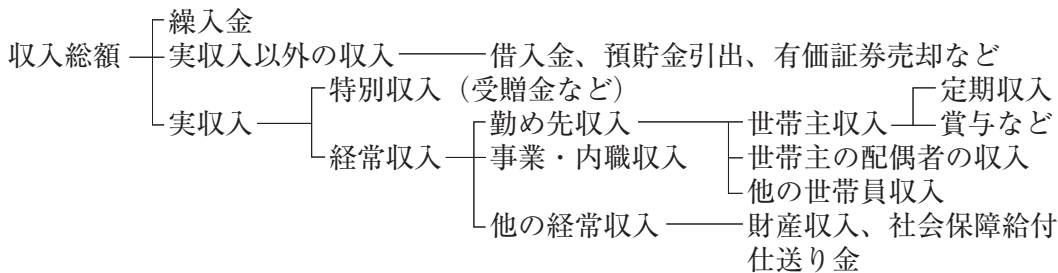 繰入金
収入総額 実収入以外の収入 借入金、預貯金引出、有価証券売却など
特別収入（受贈金など） 定期収入
実収入 勤め先収入 世帯主収入 賞与など
経常収入 事業・内職収入 世帯主の配偶者の収入
他の世帯員収入
他の経常収入 財産収入、社会保障給付
仕送り金